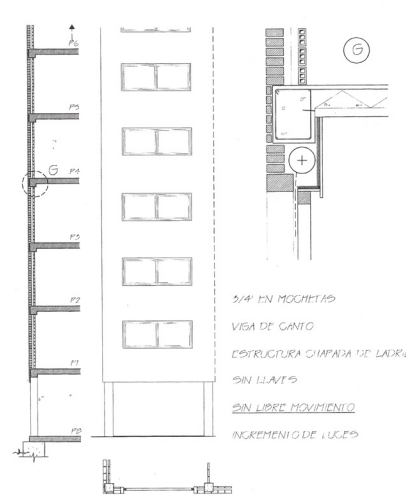 P6
G
P5
P4
G
P3
P2
P1
P0
3/4' EN MOCHETAS
VIGA DE CANTO
ESTRUCTURA CHAPADA DE LADRI
SIN LLAVES
SIN LIBRE MOVIMIENTO
INCREMENTO DE LUCES